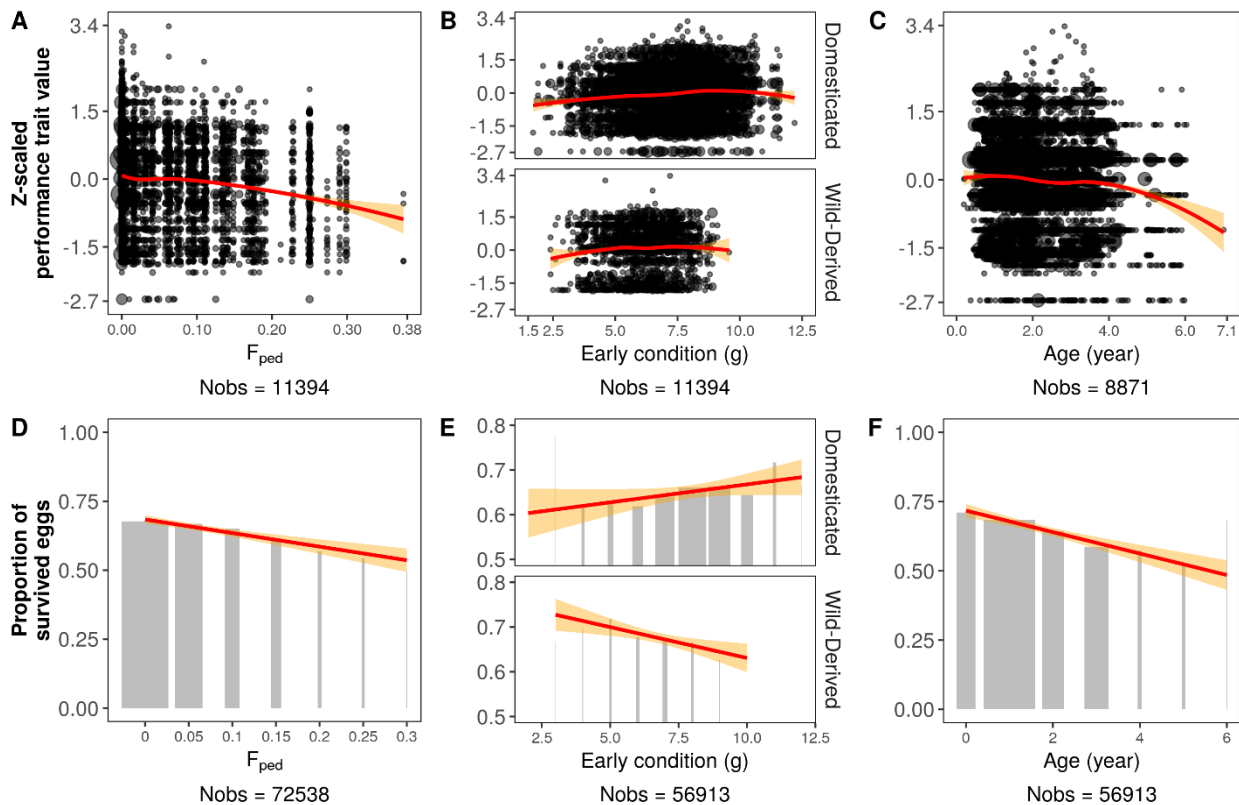 A
B
C
Z-scaled
performance trait value
3.4
1.5
0.0
-1.5
-2.7
0.00
0.10
0.20
0.30
0.38
Fped
Nobs = 11394
3.4
1.5
0.0
-1.5
-2.7
Domesticated
3.4
1.5
0.0
-1.5
-2.7
Wild-Derived
1.5
2.5
5.0
7.5
10.0
12.5
Early condition (g)
Nobs = 11394
3.4
1.5
0.0
-1.5
-2.7
0.0
2.0
4.0
6.0
7.1
Age (year)
Nobs = 8871
D
E
F
Proportion of
survived eggs
1.00
0.75
0.50
0.25
0.00
0
0.05
0.1
0.15
0.2
0.25
0.3
Fped
Nobs = 72538
0.8
0.7
0.6
0.5
Domesticated
0.8
0.7
0.6
0.5
Wild-Derived
2.5
5.0
7.5
10.0
12.5
Early condition (g)
Nobs = 56913
1.00
0.75
0.50
0.25
0.00
0
2
4
6
Age (year)
Nobs = 56913